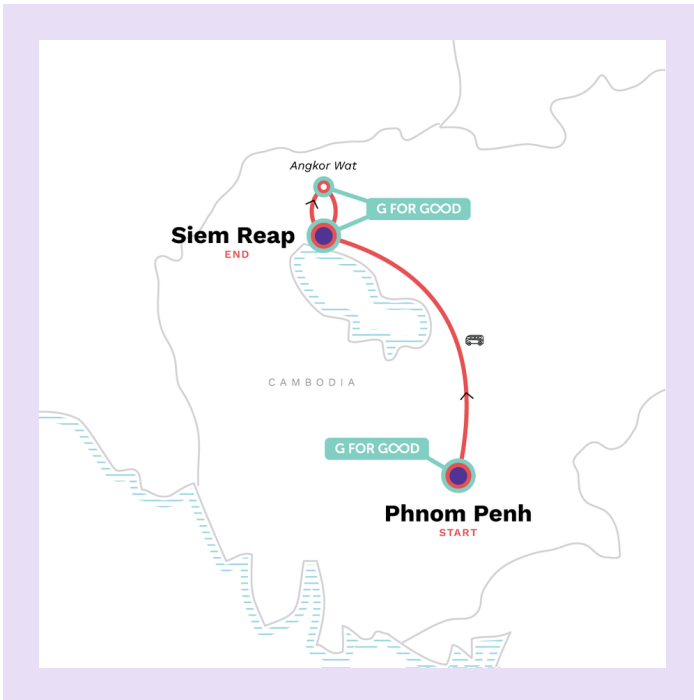 Angkor Wat
G FOR GOOD
Siem Reap
END
CAMBODIA
G FOR GOOD
Phnom Penh
START